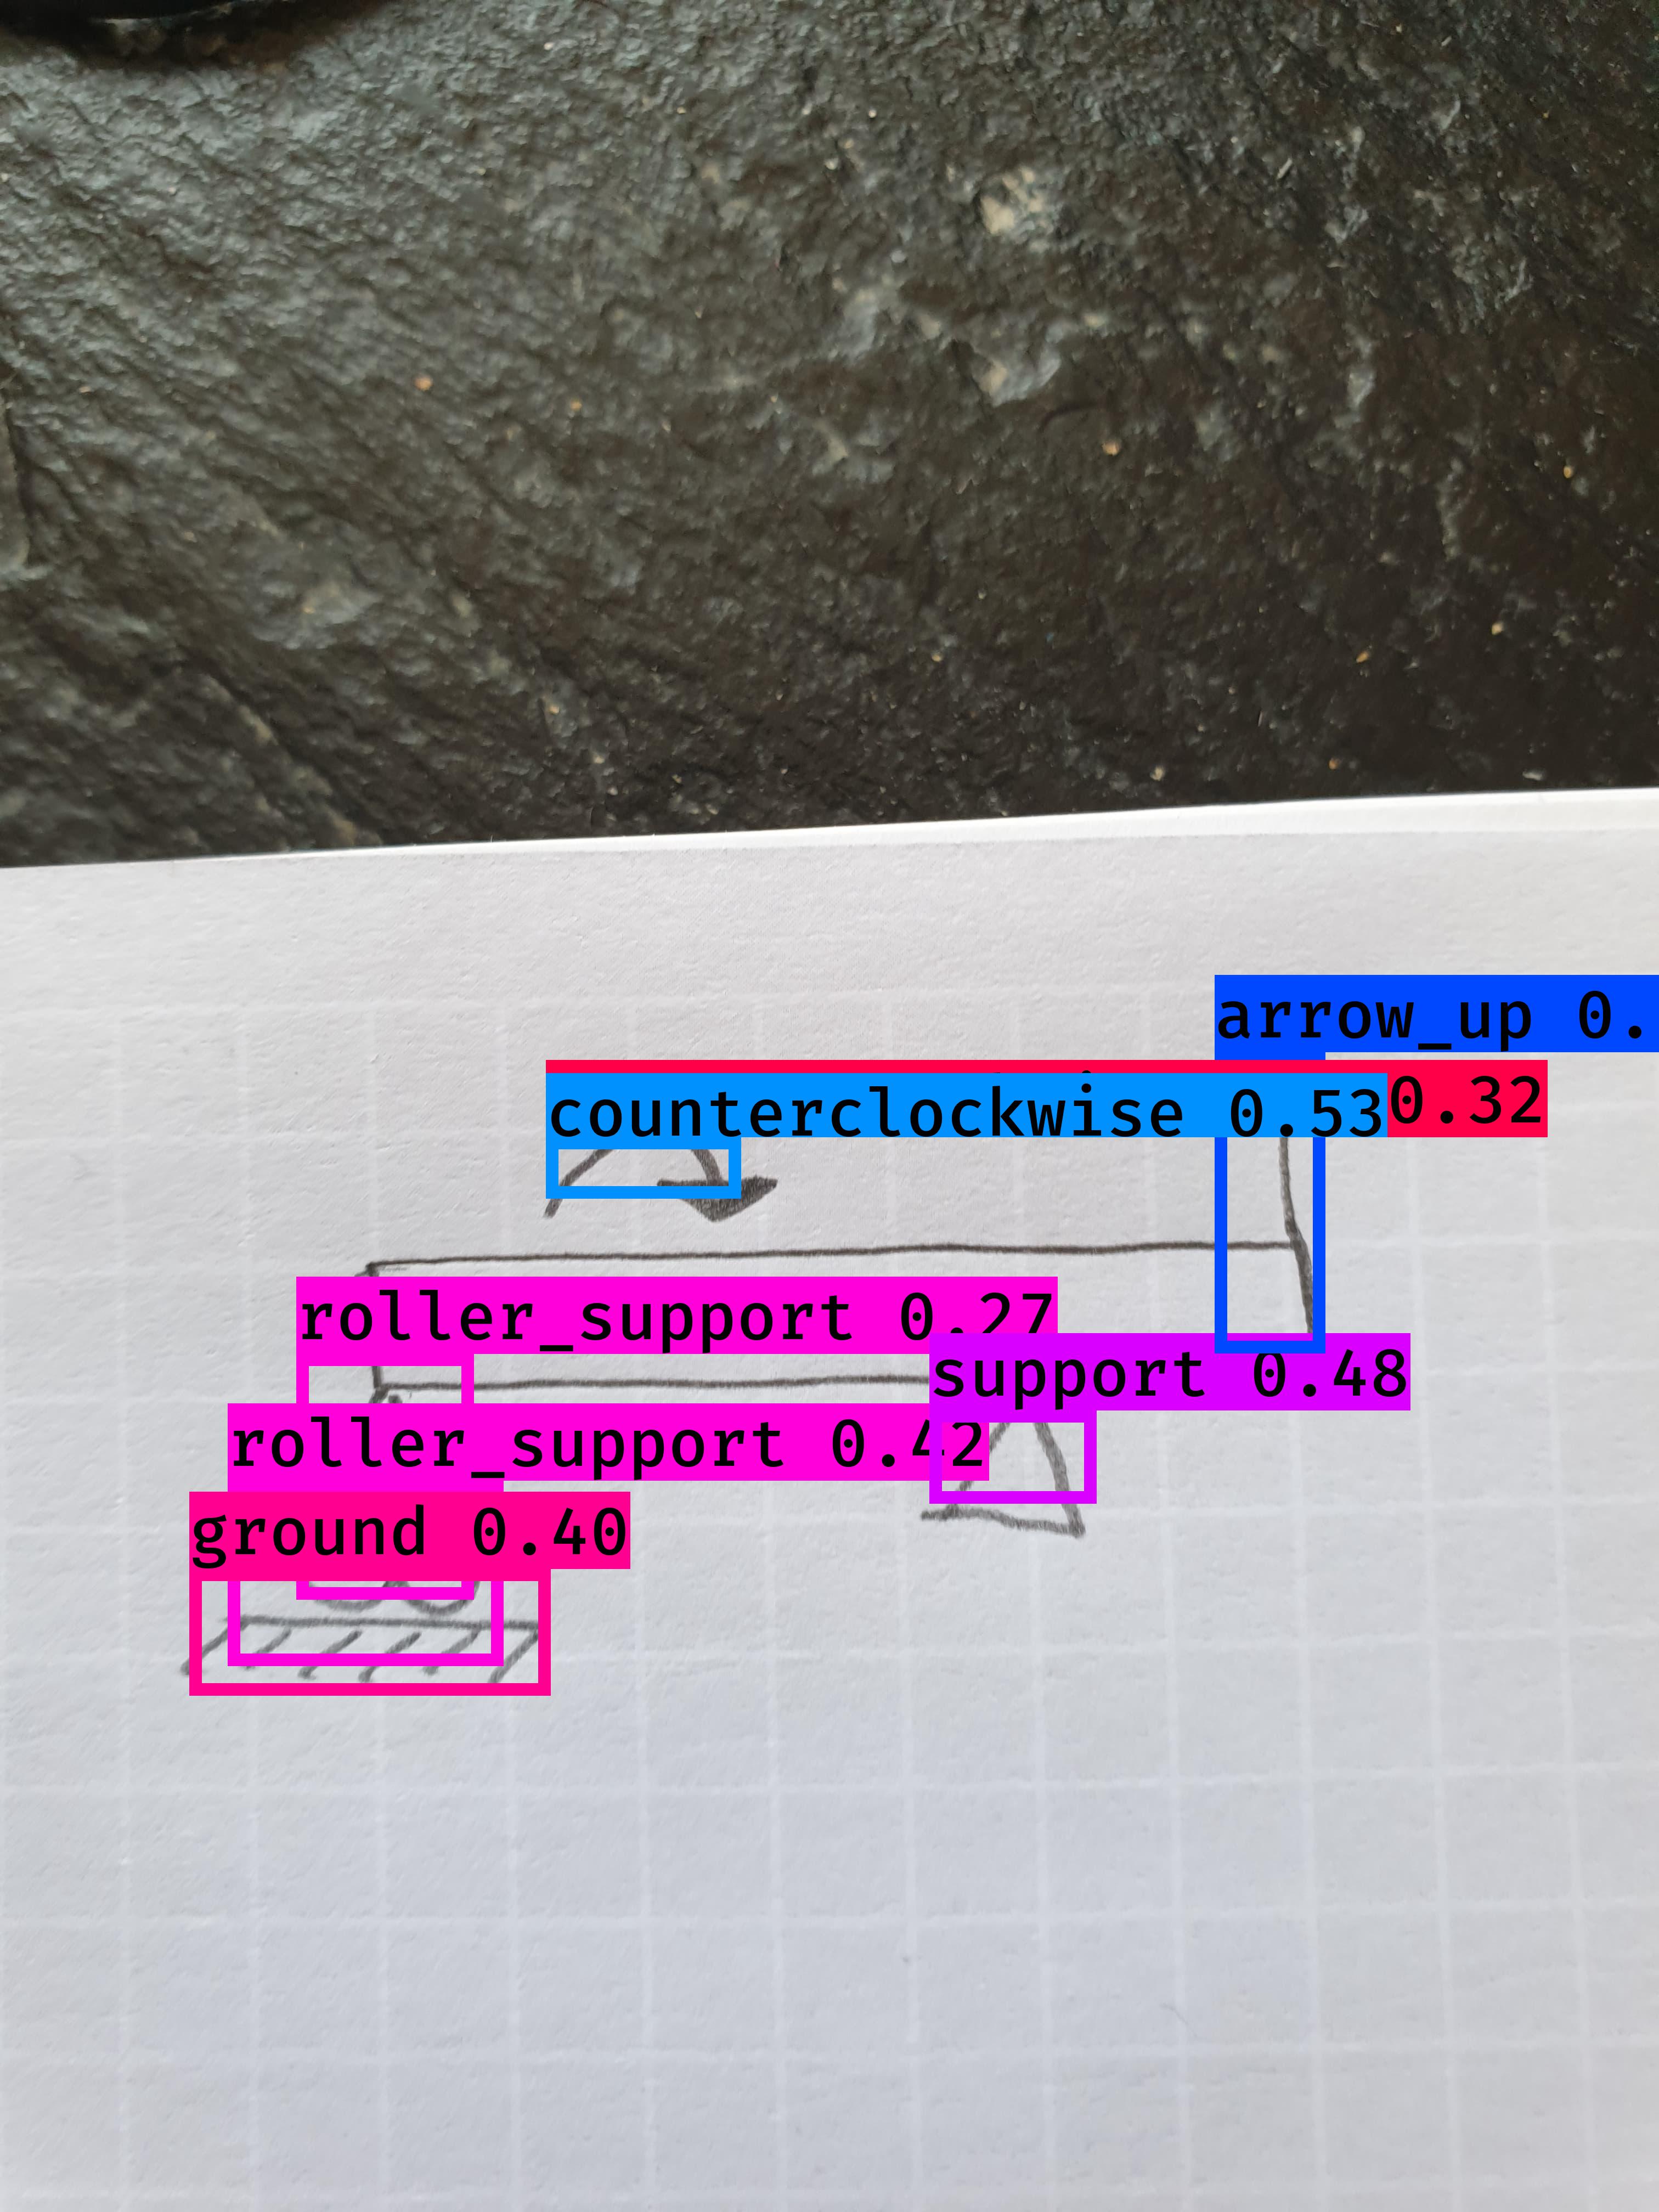 arrow_up 0.
0.32
counterclockwise 0.53
roller_support 0.27
support 0.48
roller_support 0.42
ground 0.40